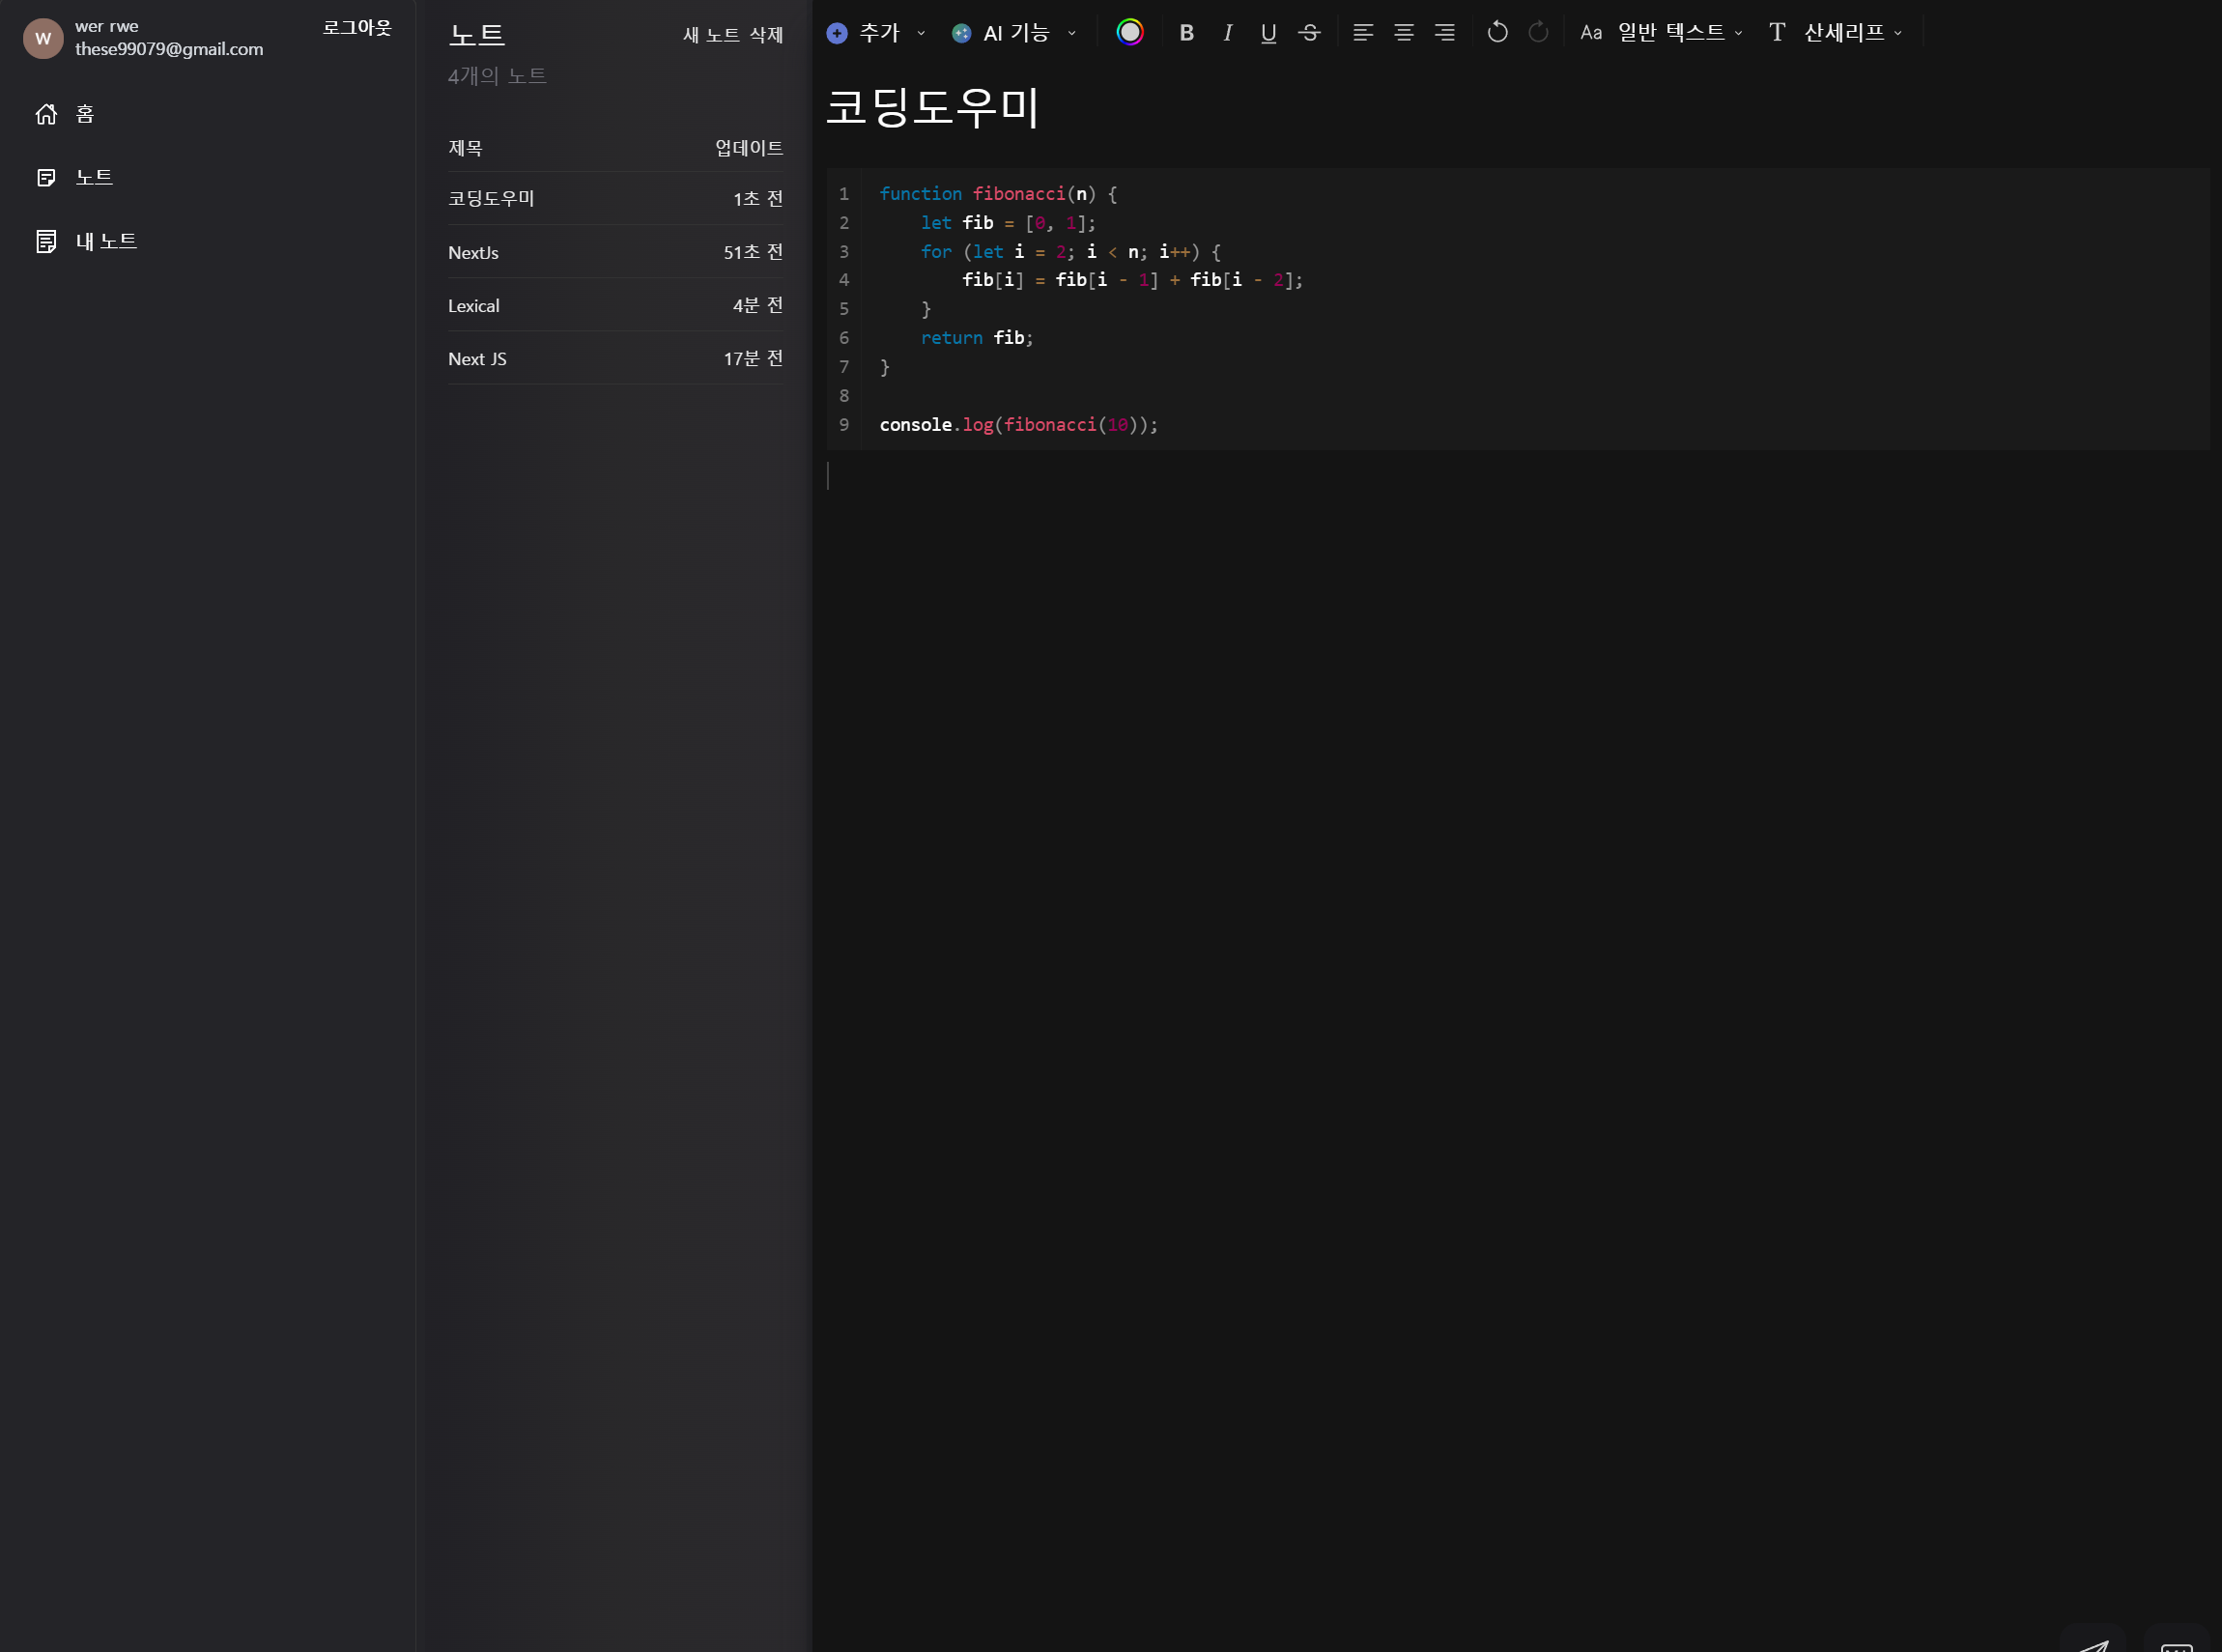 W
wer rwe
these99079@gmail.com
로그아웃
홈
노트
내 노트
노트
새 노트 삭제
4개의 노트
제목 업데이트
코딩도우미 1초 전
NextJs 51초 전
Lexical 4분 전
Next JS 17분 전
추가 AI 기능 B I U S Aa 일반 텍스트 T 산세리프
코딩도우미
1 function fibonacci(n) {
2     let fib = [0, 1];
3     for (let i = 2; i < n; i++) {
4         fib[i] = fib[i - 1] + fib[i - 2];
5     }
6     return fib;
7 }
8
9 console.log(fibonacci(10));